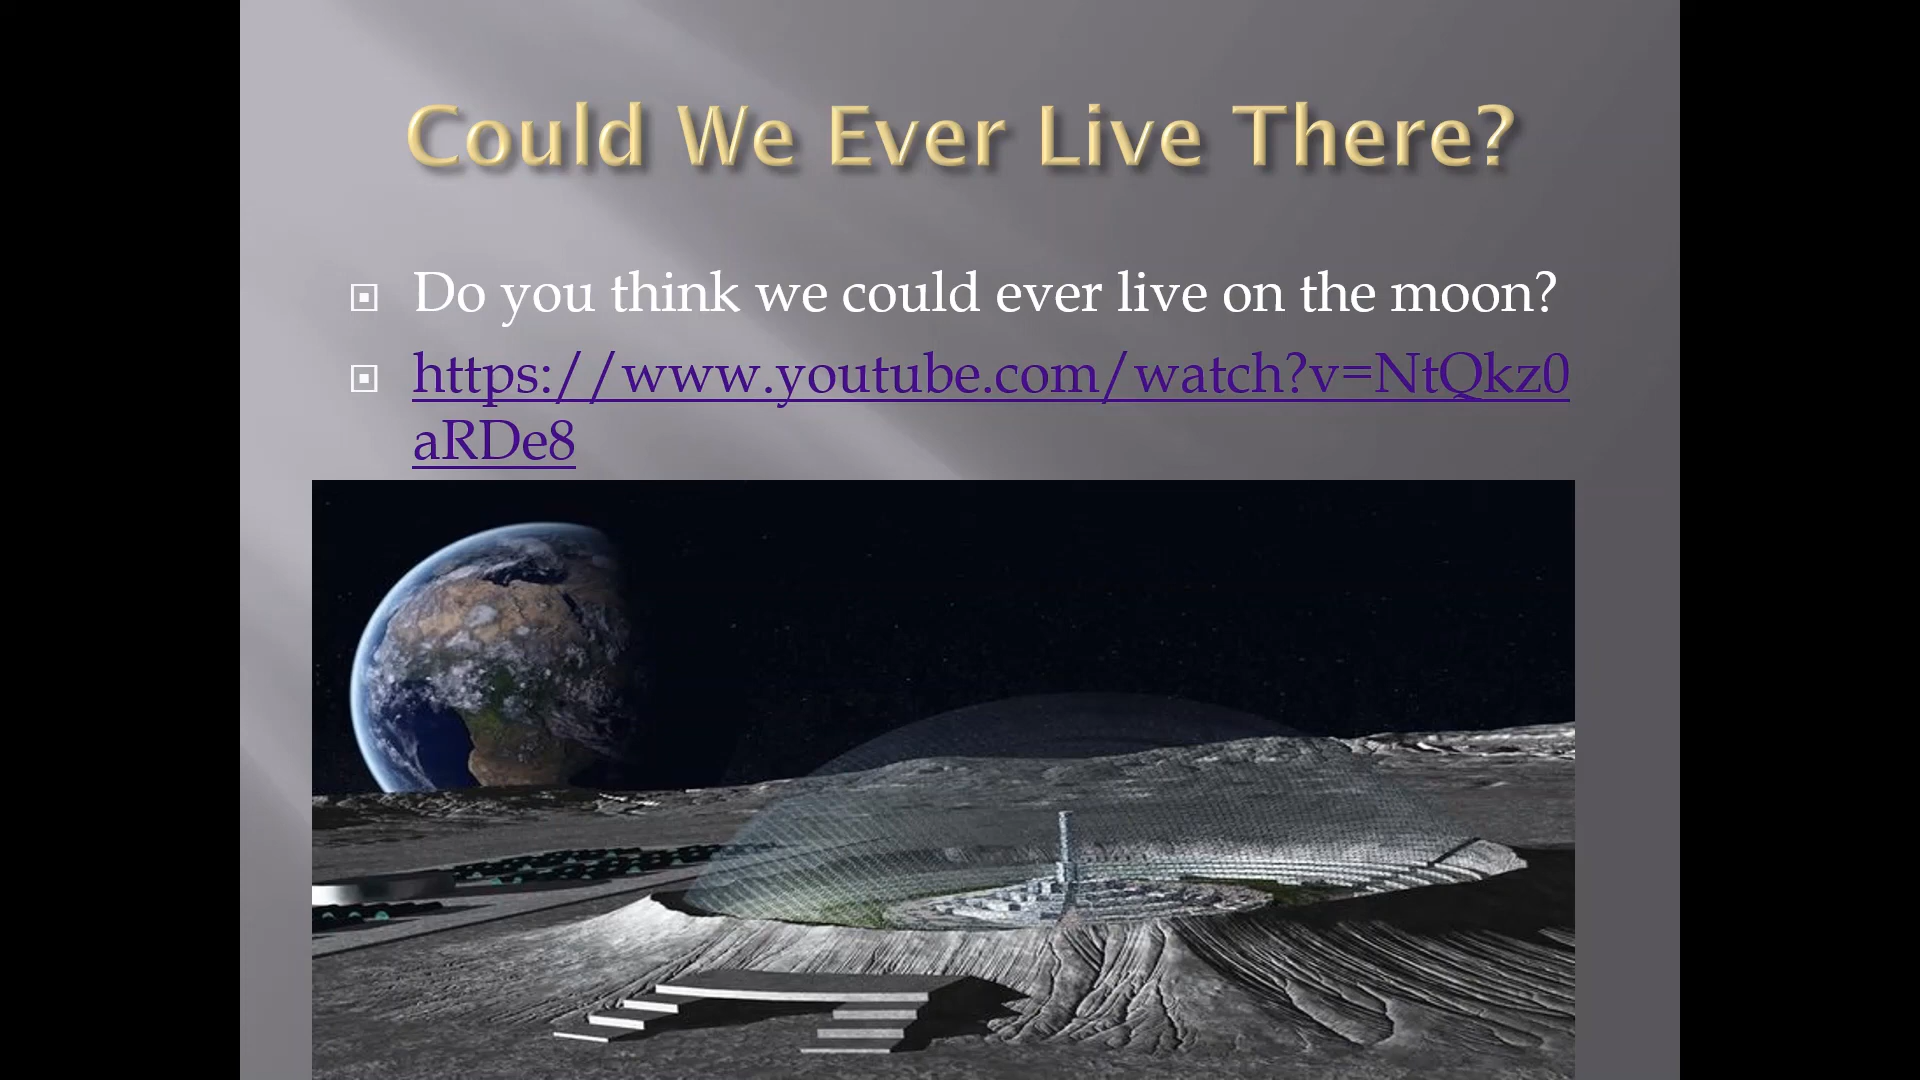 Could We Ever Live There?
Do you think we could ever live on the moon?
https://www.youtube.com/watch?v=NtQkz0
aRDe8